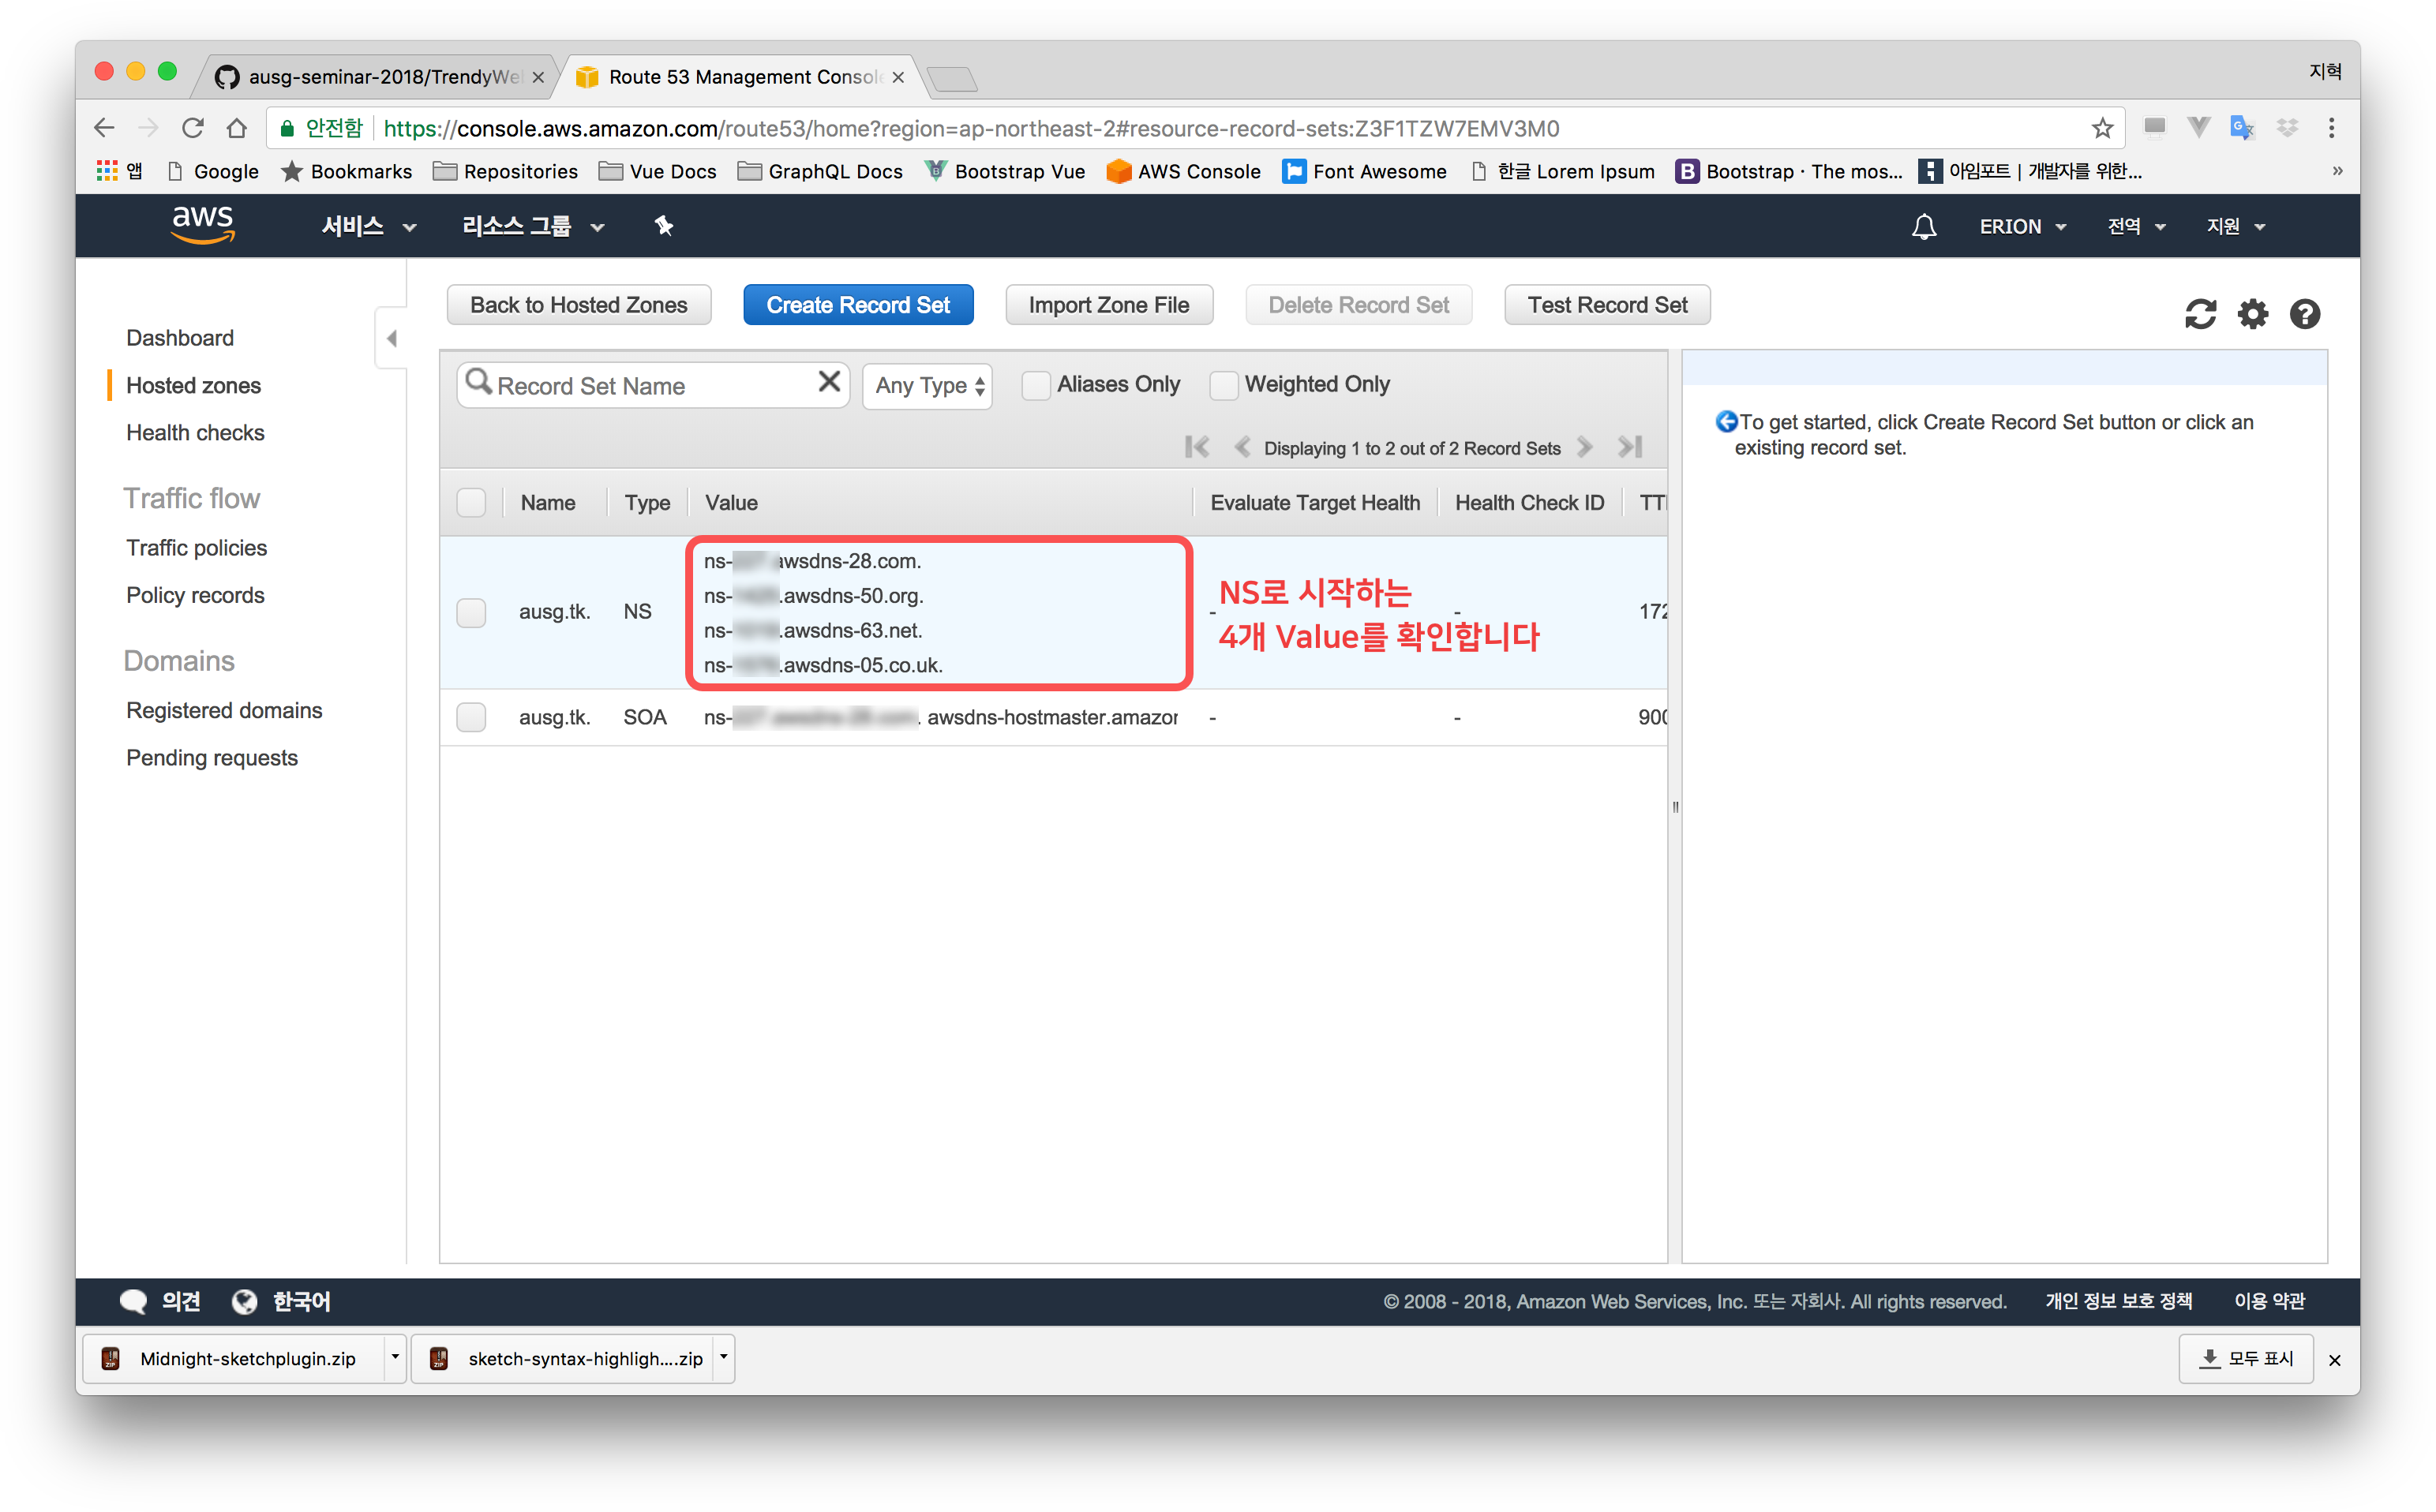 ausg-seminar-2018/TrendyWe
Route 53 Management Console
지혁
안전함
https://console.aws.amazon.com/route53/home?region=ap-northeast-2#resource-record-sets:Z3F1TZW7EMV3M0
앱
Google
Bookmarks
Repositories
Vue Docs
GraphQL Docs
Bootstrap Vue
AWS Console
Font Awesome
한글 Lorem Ipsum
Bootstrap · The mos...
아임포트 | 개발자를 위한...
aws
서비스
리소스 그룹
ERION
전역
지원
Back to Hosted Zones
Create Record Set
Import Zone File
Delete Record Set
Test Record Set
Dashboard
Hosted zones
Health checks
Traffic flow
Traffic policies
Policy records
Domains
Registered domains
Pending requests
Record Set Name
Any Type
Aliases Only
Weighted Only
Displaying 1 to 2 out of 2 Record Sets
To get started, click Create Record Set button or click an
existing record set.
Name
Type
Value
Evaluate Target Health
Health Check ID
TTL
ausg.tk.
NS
ns- awsdns-28.com.
ns- .awsdns-50.org.
ns- .awsdns-63.net.
ns- .awsdns-05.co.uk.
-
-
172
NS로 시작하는
4개 Value를 확인합니다
ausg.tk.
SOA
ns- . awsdns-hostmaster.amazon
-
-
900
의견
한국어
© 2008 - 2018, Amazon Web Services, Inc. 또는 자회사. All rights reserved.
개인 정보 보호 정책
이용 약관
Midnight-sketchplugin.zip
sketch-syntax-highligh....zip
모두 표시